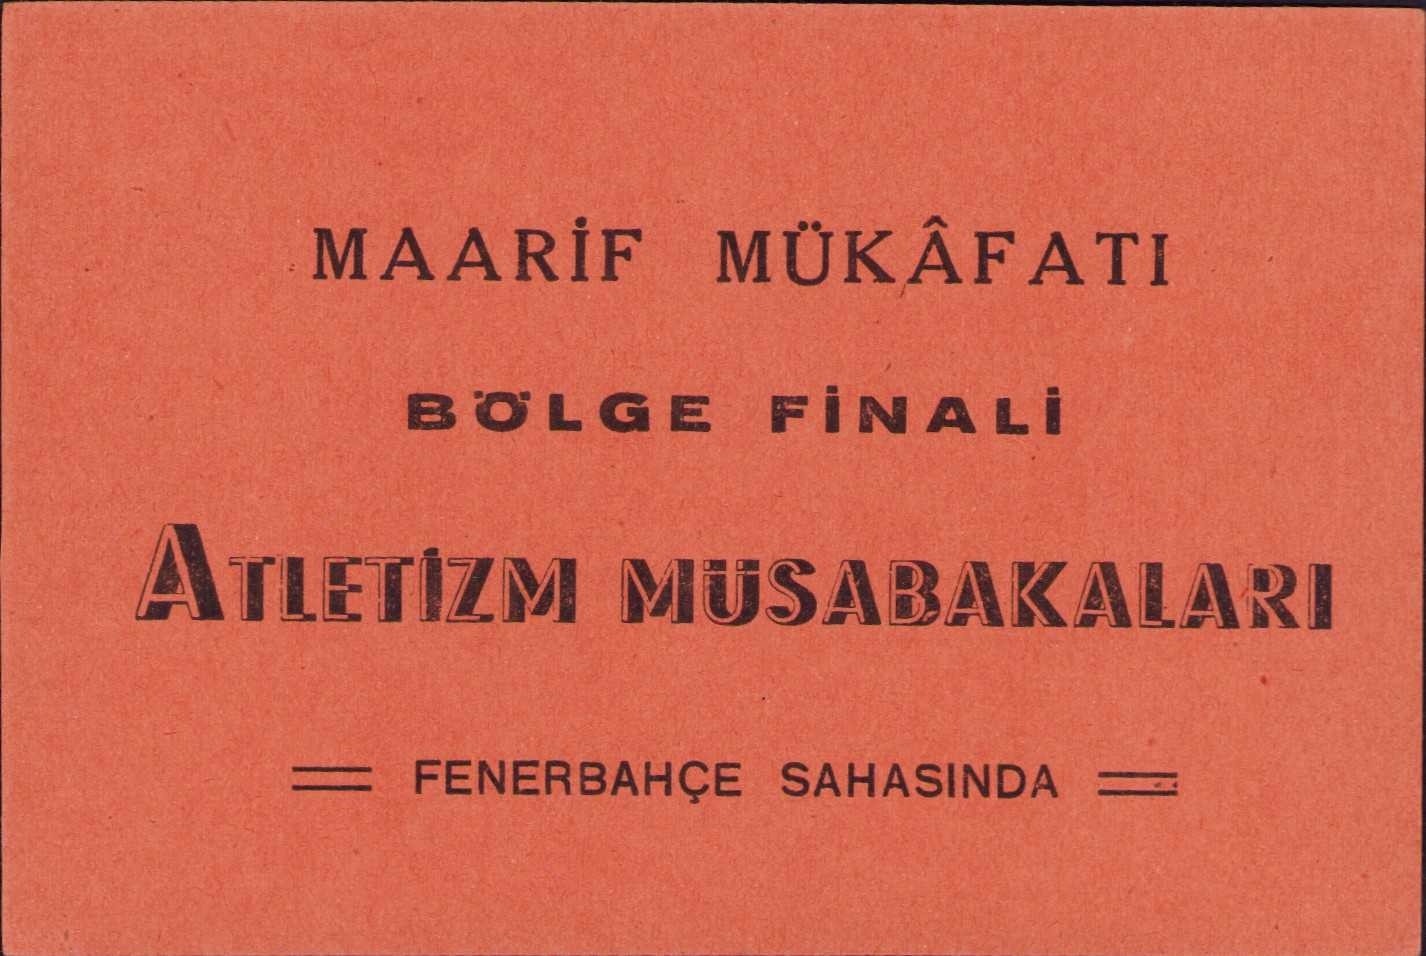 MAARİF MÜKÂFATI
BÖLGE FİNALİ
ATLETİZM MÜSABAKALARI
FENERBAHÇE SAHASINDA